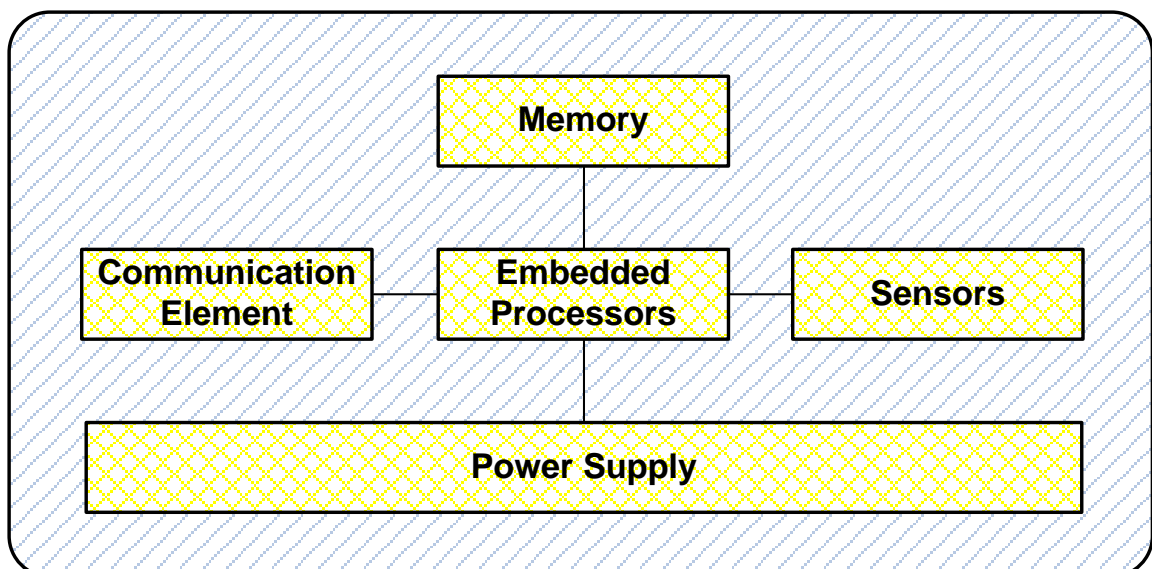 Memory
Communication
Element
Embedded
Processors
Sensors
Power Supply